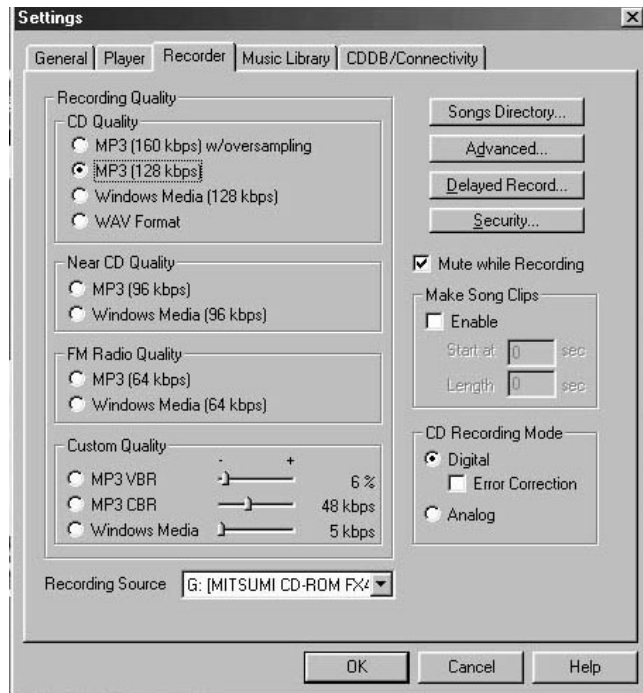 Settings
General
Player
Recorder
Music Library
CDDB/Connectivity
Recording Quality
CD Quality
MP3 (160 kbps) w/oversampling
MP3 (128 kbps)
Windows Media (128 kbps)
WAV Format
Near CD Quality
MP3 (96 kbps)
Windows Media (96 kbps)
FM Radio Quality
MP3 (64 kbps)
Windows Media (64 kbps)
Custom Quality
- +
MP3 VBR 6 %
MP3 CBR 48 kbps
Windows Media 5 kbps
Recording Source G: [MITSUMI CD-ROM FX4
Songs Directory...
Advanced...
Delayed Record...
Security...
Mute while Recording
Make Song Clips
Enable
Start at 0 sec
Length 0 sec
CD Recording Mode
Digital
Error Correction
Analog
OK
Cancel
Help